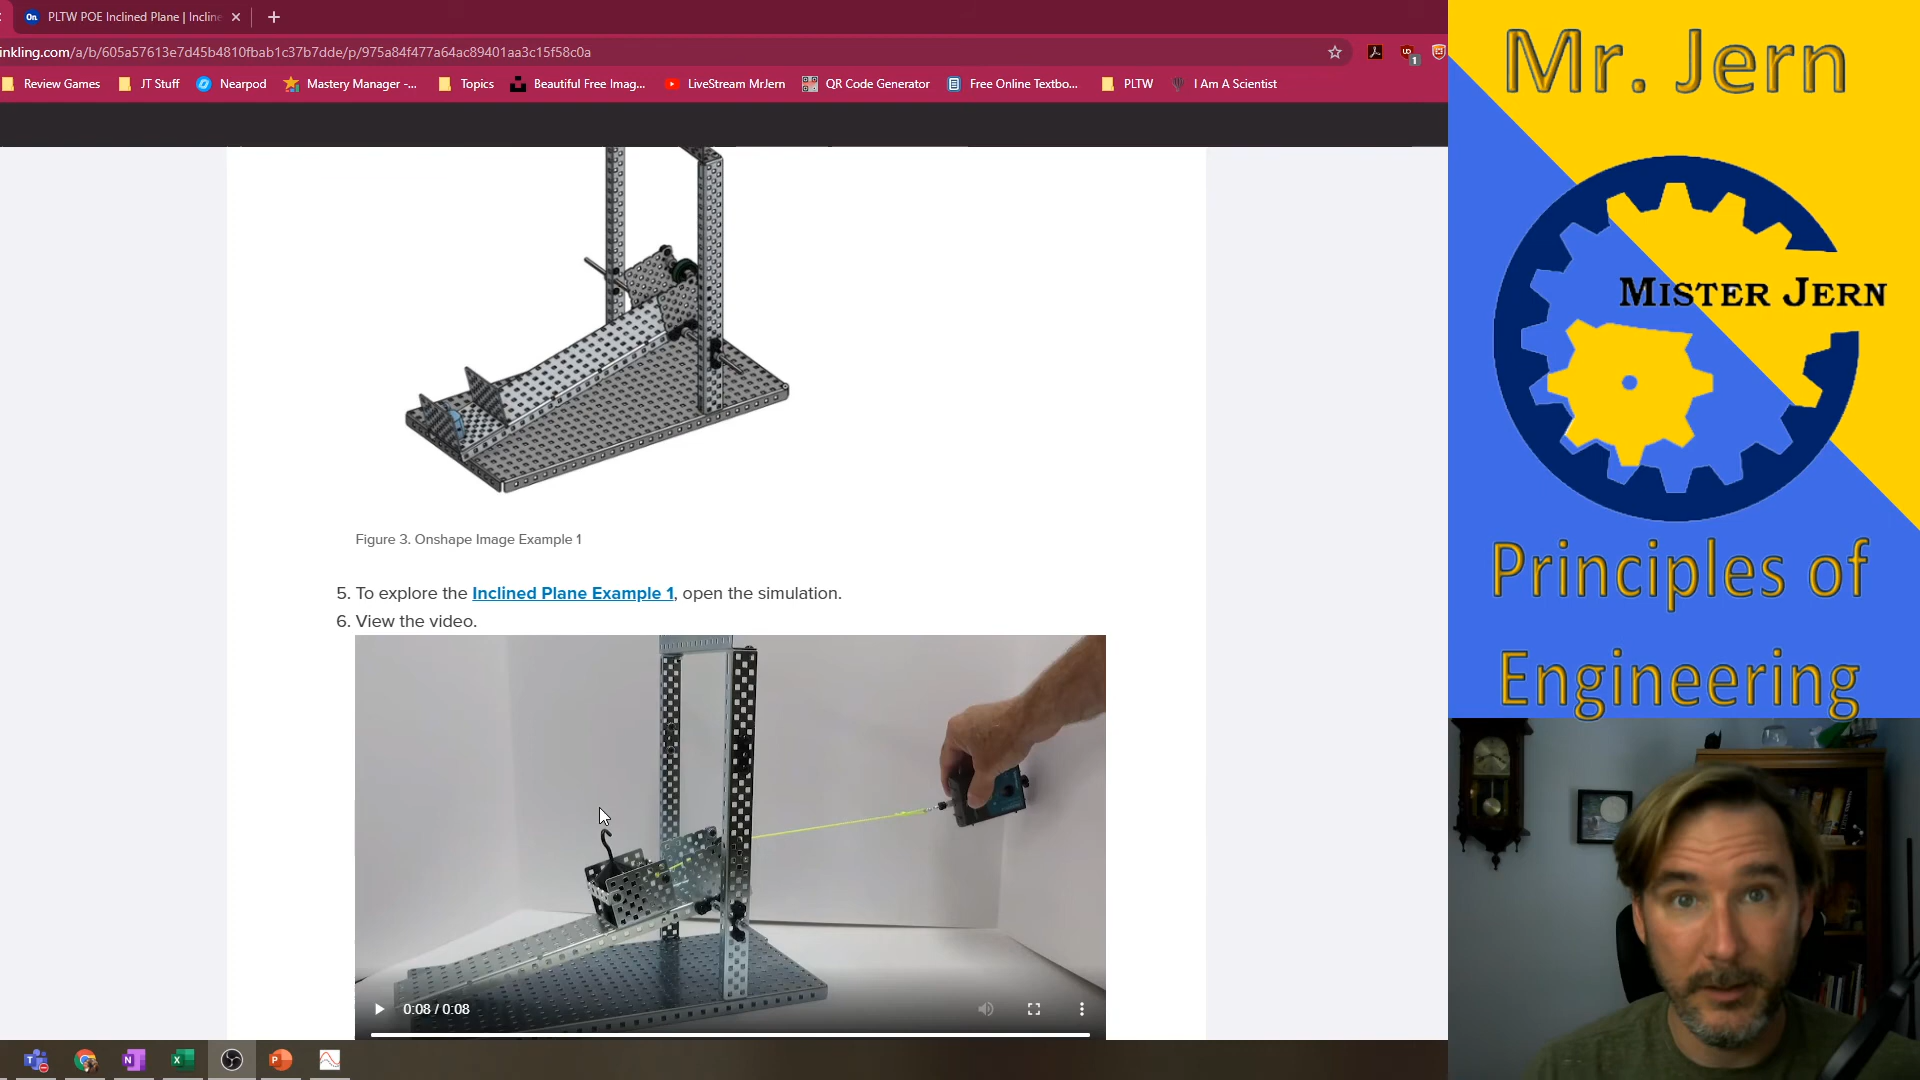 On. PLTW POE Inclined Plane | Incline
inkling.com/a/b/605a57613e7d45b4810fbab1c37b7dde/p/975a84f477a64ac89401aa3c15f58c0a
1
Review Games JT Stuff Nearpod Mastery Manager -... Topics Beautiful Free Imag... LiveStream MrJern QR Code Generator Free Online Textbo... PLTW I Am A Scientist
Figure 3. Onshape Image Example 1
5. To explore the Inclined Plane Example 1, open the simulation.
6. View the video.
0:08 / 0:08
Mr. Jern
MISTER JERN
Principles of
Engineering